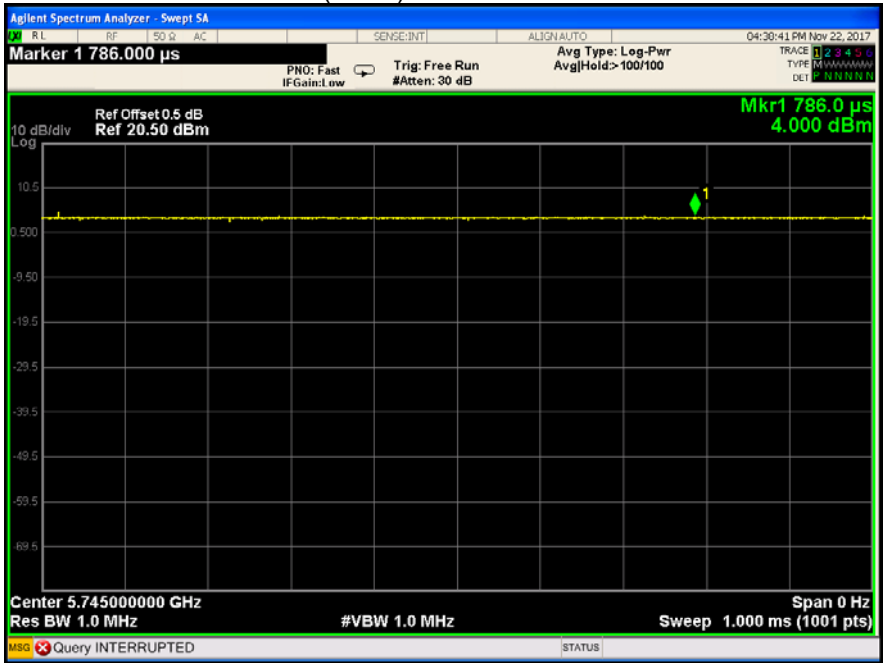 Agilent Spectrum Analyzer - Swept SA
RL RF 50 Ω AC SENSE:INT ALIGN AUTO 04:38:41 PM Nov 22, 2017
Marker 1 786.000 µs
PNO: Fast
IFGain:Low
Trig: Free Run
#Atten: 30 dB
Avg Type: Log-Pwr
Avg|Hold:>100/100
TRACE 1 2 3 4 5 6
TYPE M
DET P N N N N N
Mkr1 786.0 µs
4.000 dBm
Ref Offset 0.5 dB
10 dB/div Ref 20.50 dBm
Log
10.5
1
0.500
-9.50
-19.5
-29.5
-39.5
-49.5
-59.5
-69.5
Center 5.745000000 GHz Span 0 Hz
Res BW 1.0 MHz #VBW 1.0 MHz Sweep 1.000 ms (1001 pts)
MSG Query INTERRUPTED STATUS